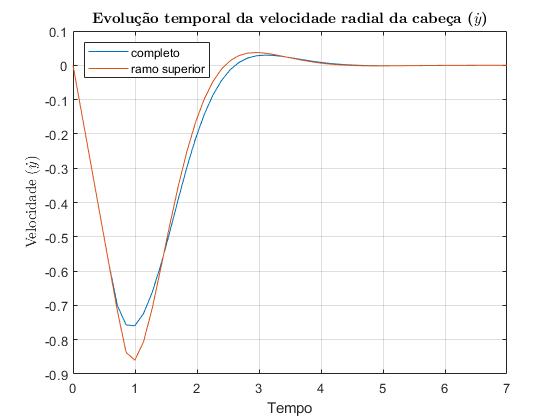 Evolução temporal da velocidade radial da cabeça (ẏ)
completo
ramo superior
0.1
0
-0.1
-0.2
-0.3
-0.4
-0.5
-0.6
-0.7
-0.8
-0.9
Velocidade (ẏ)
0 1 2 3 4 5 6 7
Tempo